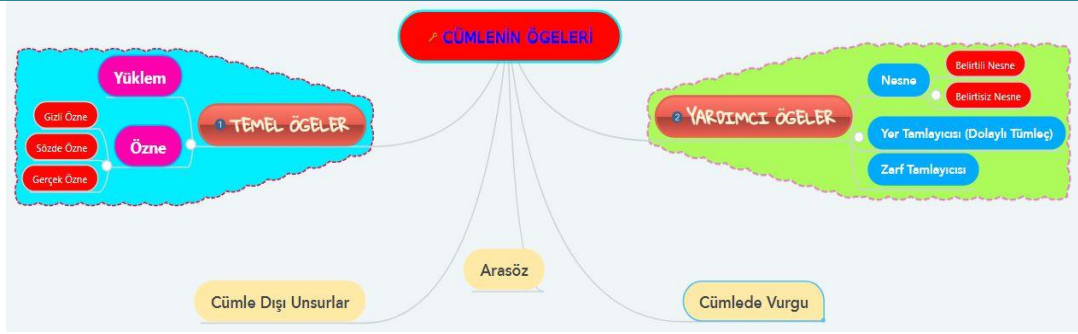 CÜMLENİN ÖGELERİ
1 TEMEL ÖGELER
Yüklem
Özne
Gizli Özne
Sözde Özne
Gerçek Özne
2 YARDIMCI ÖGELER
Nesne
Belirtili Nesne
Belirtisiz Nesne
Yer Tamlayıcısı (Dolaylı Tümleç)
Zarf Tamlayıcısı
Cümle Dışı Unsurlar
Arasöz
Cümlede Vurgu